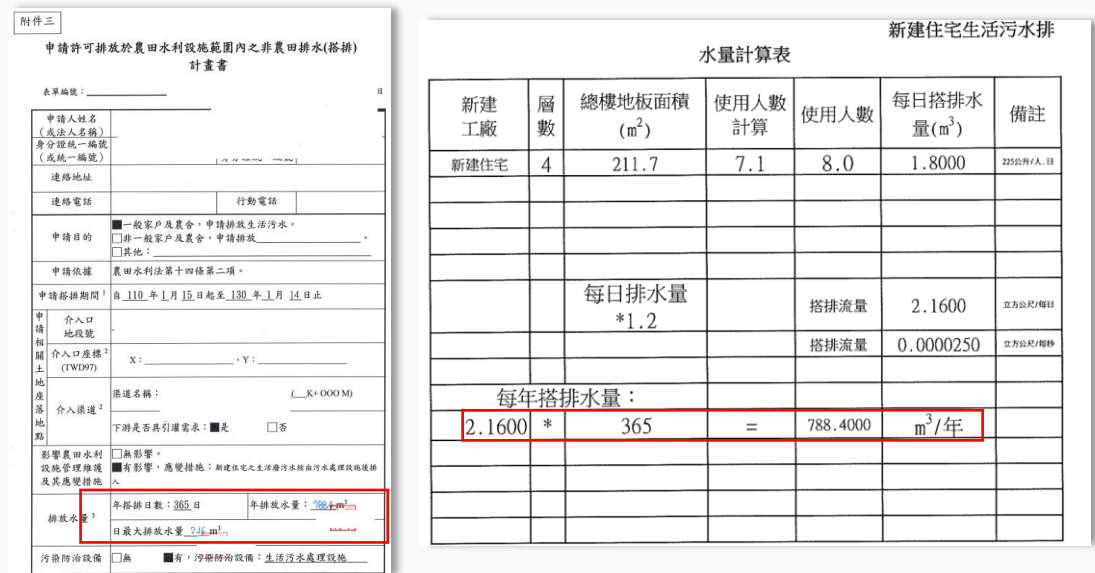 附件三
申請許可排放於農田水利設施範圍內之非農田排水(搭排)
計畫書
表單編號：
日
申請人姓名
(或法人名稱)
身分證統一編號
(或統一編號)
連絡地址
連絡電話
行動電話
申請目的
■一般家戶及農舍，申請排放生活污水。
□非一般家戶及農舍，申請排放 。
□其他：
申請依據
農田水利法第十四條第二項。
申請搭排期間1
自 110 年 1 月 15 日起至 130 年 1 月 14 日止
申請相關土地座落地點
介入口
地段號
介入口座標2
(TWD97)
X： ，Y：
介入渠道2
渠道名稱： ( K+ OOO M)
下游是否具引灌需求：■是 □否
影響農田水利
設施管理維護
及其應變措施
□無影響。
■有影響，應變措施：新建住宅之生活廢污水經由污水處理設施後排
入
排放水量3
年搭排日數：365 日
年排放水量： m3
日最大排放水量 2.16 m3
污染防治設備
□無 ■有，污染防治設備：生活污水處理設施
新建住宅生活污水排
水量計算表
新建
工廠
層
數
總樓地板面積
(m2)
使用人數
計算
使用人數
每日搭排水
量(m3)
備註
新建住宅 4 211.7 7.1 8.0 1.8000 225公升/人.日
每日排水量
*1.2
搭排流量 2.1600 立方公尺/每日
搭排流量 0.0000250 立方公尺/每秒
每年搭排水量：
2.1600 * 365 = 788.4000 m3/年